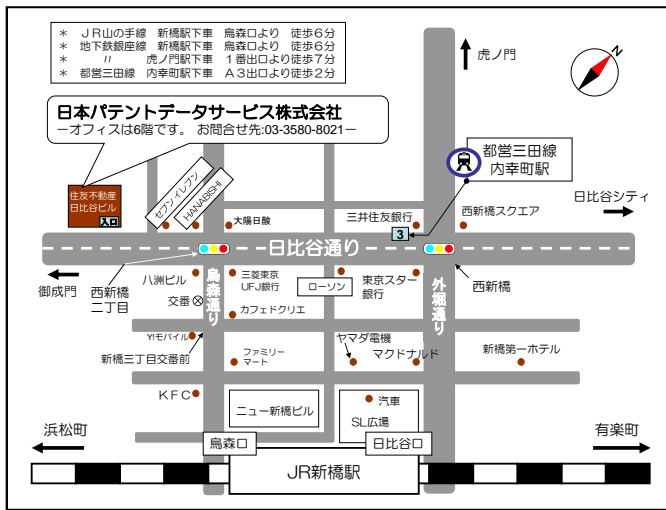 * JR山の手線 新橋駅下車 烏森口より 徒歩6分
* 地下鉄銀座線 新橋駅下車 烏森口より 徒歩6分
* 〃 虎ノ門駅下車 1番出口より徒歩7分
* 都営三田線 内幸町駅下車 A3出口より徒歩2分
虎ノ門
N
日本パテントデータサービス株式会社
-オフィスは6階です。 お問合せ先:03-3580-8021-
都営三田線
内幸町駅
住友不動産
日比谷ビル
入口
セブンイレブン
HANABISHI
大陽日酸
三井住友銀行
3
西新橋スクエア
日比谷シティ
日比谷通り
御成門
西新橋
二丁目
八洲ビル
烏森通り
三菱東京
UFJ銀行
ローソン
東京スター
銀行
外堀通り
西新橋
交番
カフェドクリエ
Y!モバイル
新橋三丁目交番前
ファミリー
マート
ヤマダ電機
マクドナルド
新橋第一ホテル
KFC
ニュー新橋ビル
汽車
SL広場
浜松町
烏森口
日比谷口
有楽町
JR新橋駅